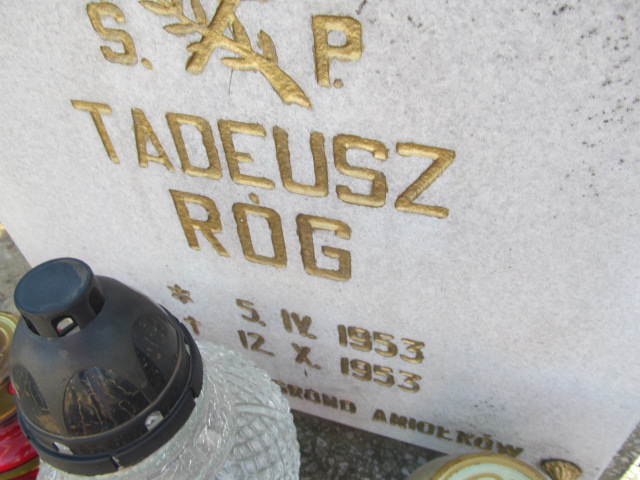 S. P.
TADEUSZ
RÓG
* 5. IV. 1953
† 12. X. 1953
GRONO ANIOŁKÓW